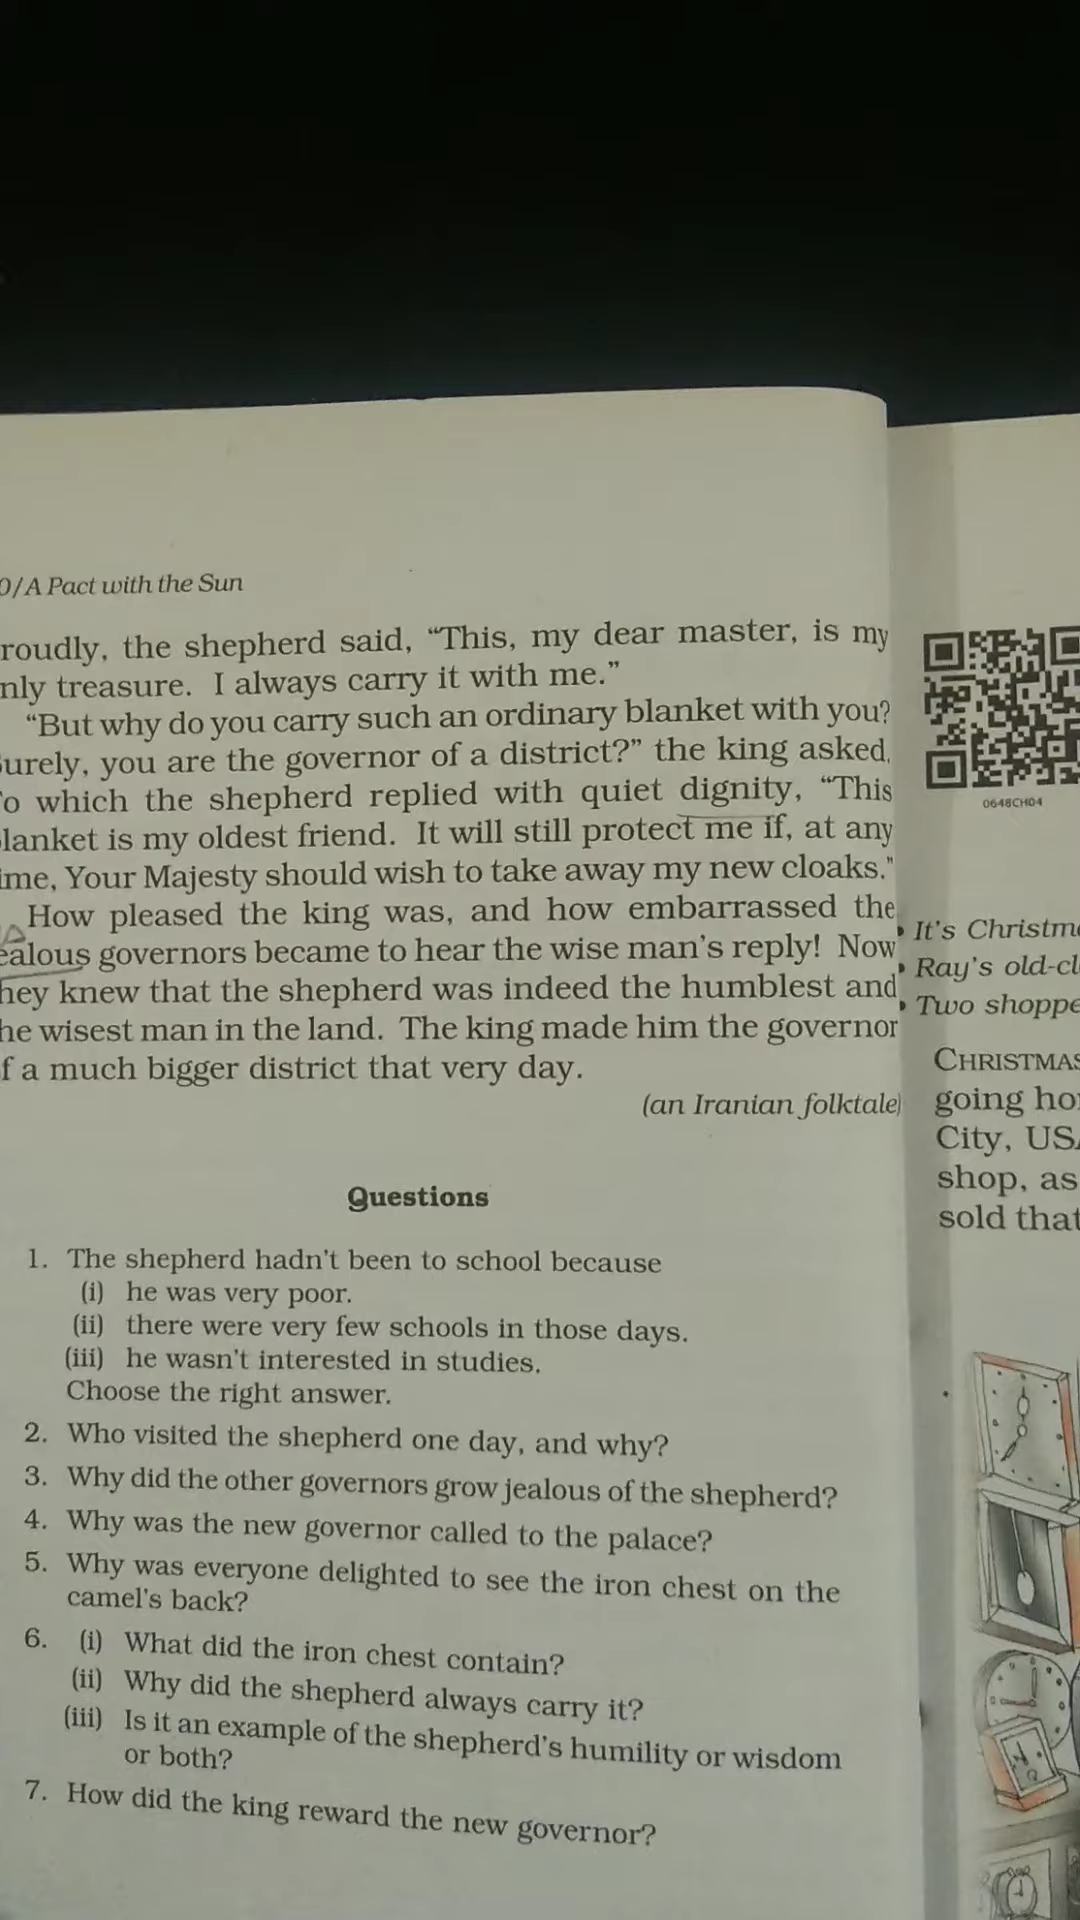 0/A Pact with the Sun
roudly, the shepherd said, “This, my dear master, is my
nly treasure. I always carry it with me.”
“But why do you carry such an ordinary blanket with you?
urely, you are the governor of a district?” the king asked.
o which the shepherd replied with quiet dignity, “This
lanket is my oldest friend. It will still protect me if, at any
ime, Your Majesty should wish to take away my new cloaks.”
How pleased the king was, and how embarrassed the
ealous governors became to hear the wise man’s reply! Now
hey knew that the shepherd was indeed the humblest and
he wisest man in the land. The king made him the governor
f a much bigger district that very day.
(an Iranian folktale)
Questions
1. The shepherd hadn't been to school because
(i) he was very poor.
(ii) there were very few schools in those days.
(iii) he wasn't interested in studies.
Choose the right answer.
2. Who visited the shepherd one day, and why?
3. Why did the other governors grow jealous of the shepherd?
4. Why was the new governor called to the palace?
5. Why was everyone delighted to see the iron chest on the
camel's back?
6. (i) What did the iron chest contain?
(ii) Why did the shepherd always carry it?
(iii) Is it an example of the shepherd's humility or wisdom
or both?
7. How did the king reward the new governor?
0648CH04
• It’s Christm
• Ray’s old-cl
• Two shoppe
CHRISTMAS
going ho
City, US
shop, as
sold that